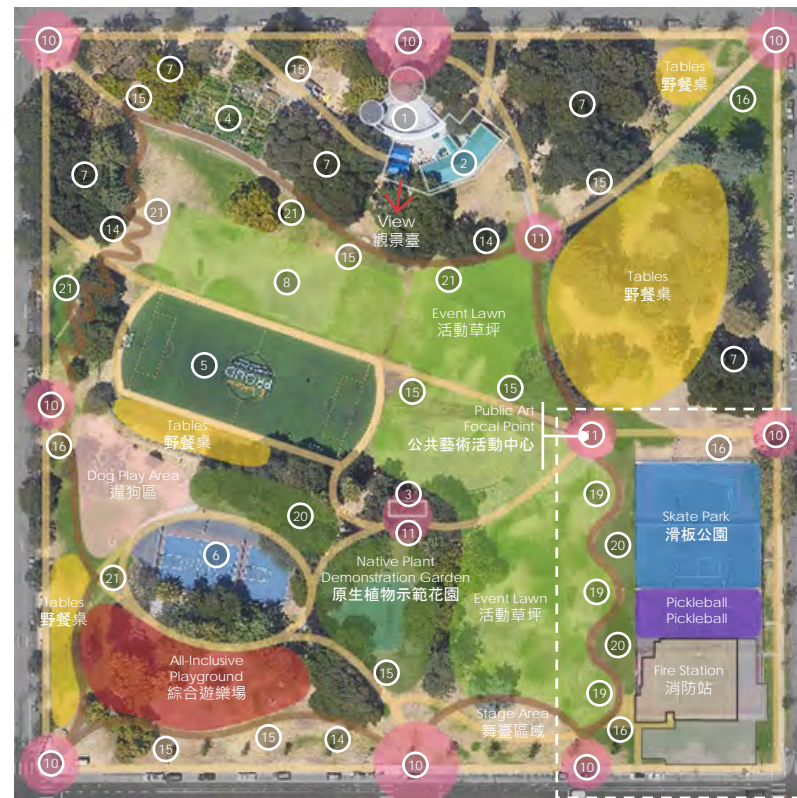 10
10
10
7
15
Tables
野餐桌
15
16
4
1
7
7
2
7
15
21
21
View
觀景臺
14
14
11
15
21
8
21
Tables
野餐桌
Event Lawn
活動草坪
5
PROUD
7
15
15
10
Public Art
Focal Point
公共藝術活動中心
11
10
16
16
Tables
野餐桌
Dog Play Area
遛狗區
3
19
20
11
Skate Park
滑板公園
20
6
21
Native Plant
Demonstration Garden
原生植物示範花園
Tables
野餐桌
Event Lawn
活動草坪
19
Pickleball
Pickleball
20
All-Inclusive
Playground
綜合遊樂場
15
Fire Station
消防站
19
Stage Area
舞臺區域
16
15
15
14
10
10
10